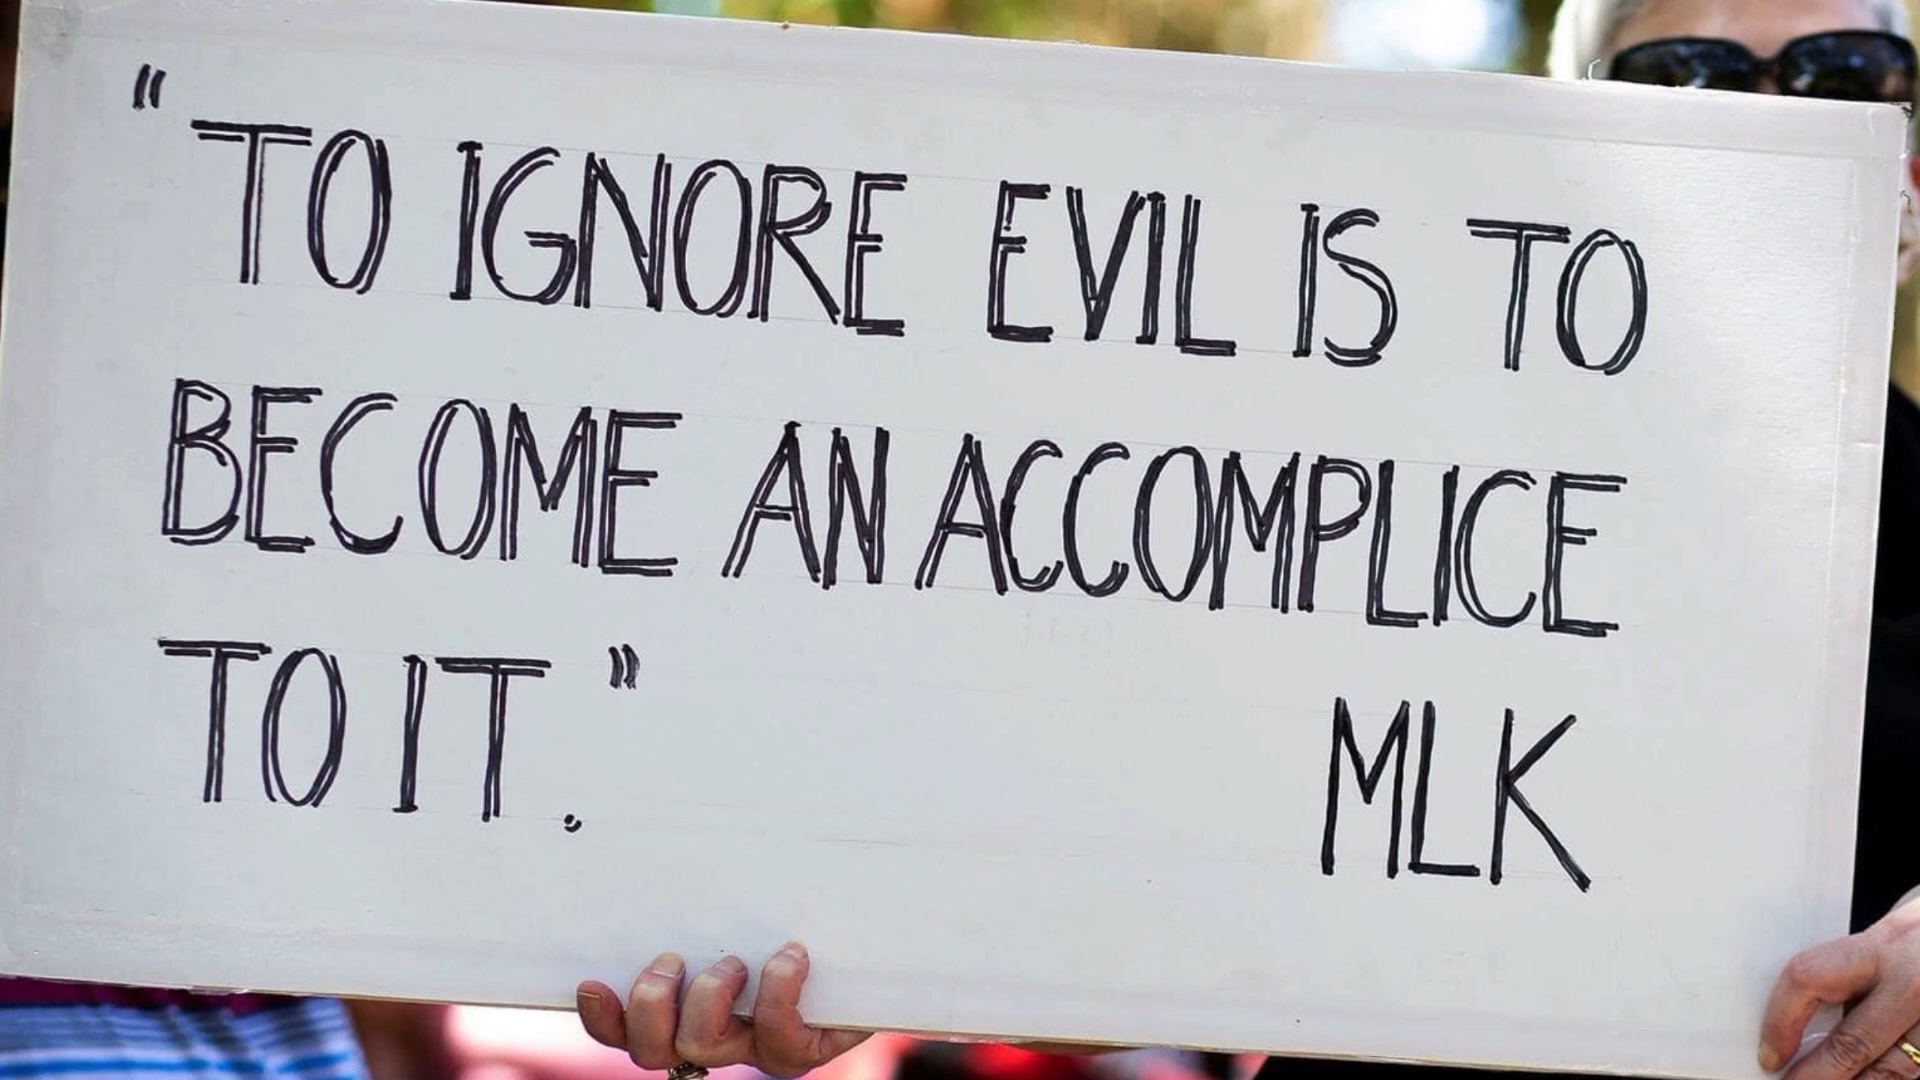 "TO IGNORE EVIL IS TO
BECOME AN ACCOMPLICE
TO IT."
MLK